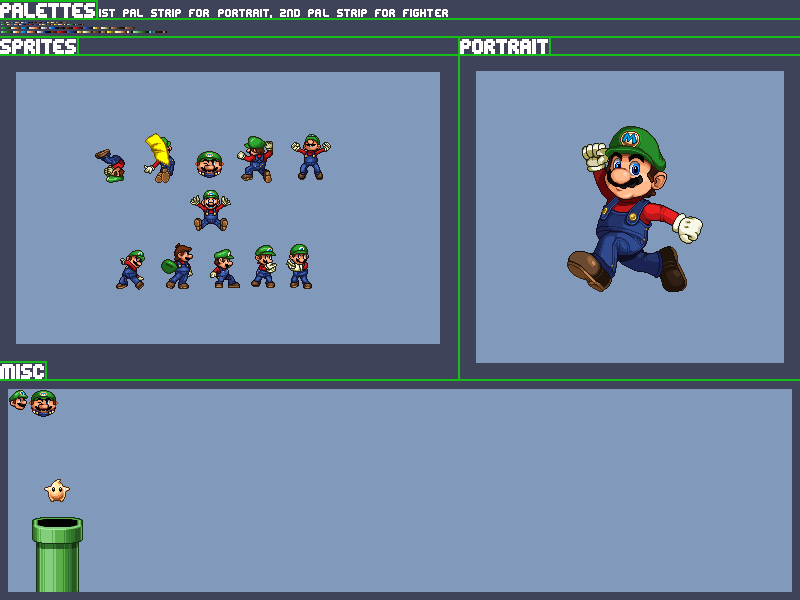 PALETTES 1ST PAL STRIP FOR PORTRAIT, 2ND PAL STRIP FOR FIGHTER
SPRITES
PORTRAIT
M
MISC